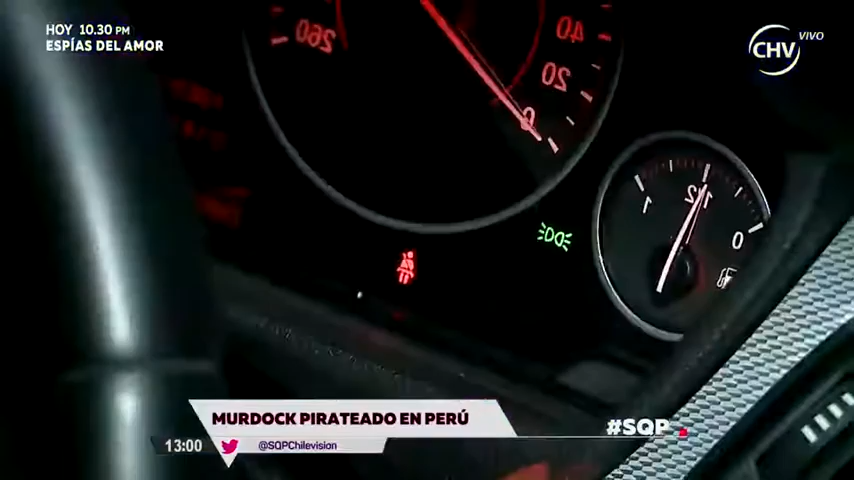 HOY 10.30 PM
ESPÍAS DEL AMOR
VIVO
CHV
260
40
20
0
1
1/2
0
MURDOCK PIRATEADO EN PERÚ
#SQP
13:00
@SQPChilevision